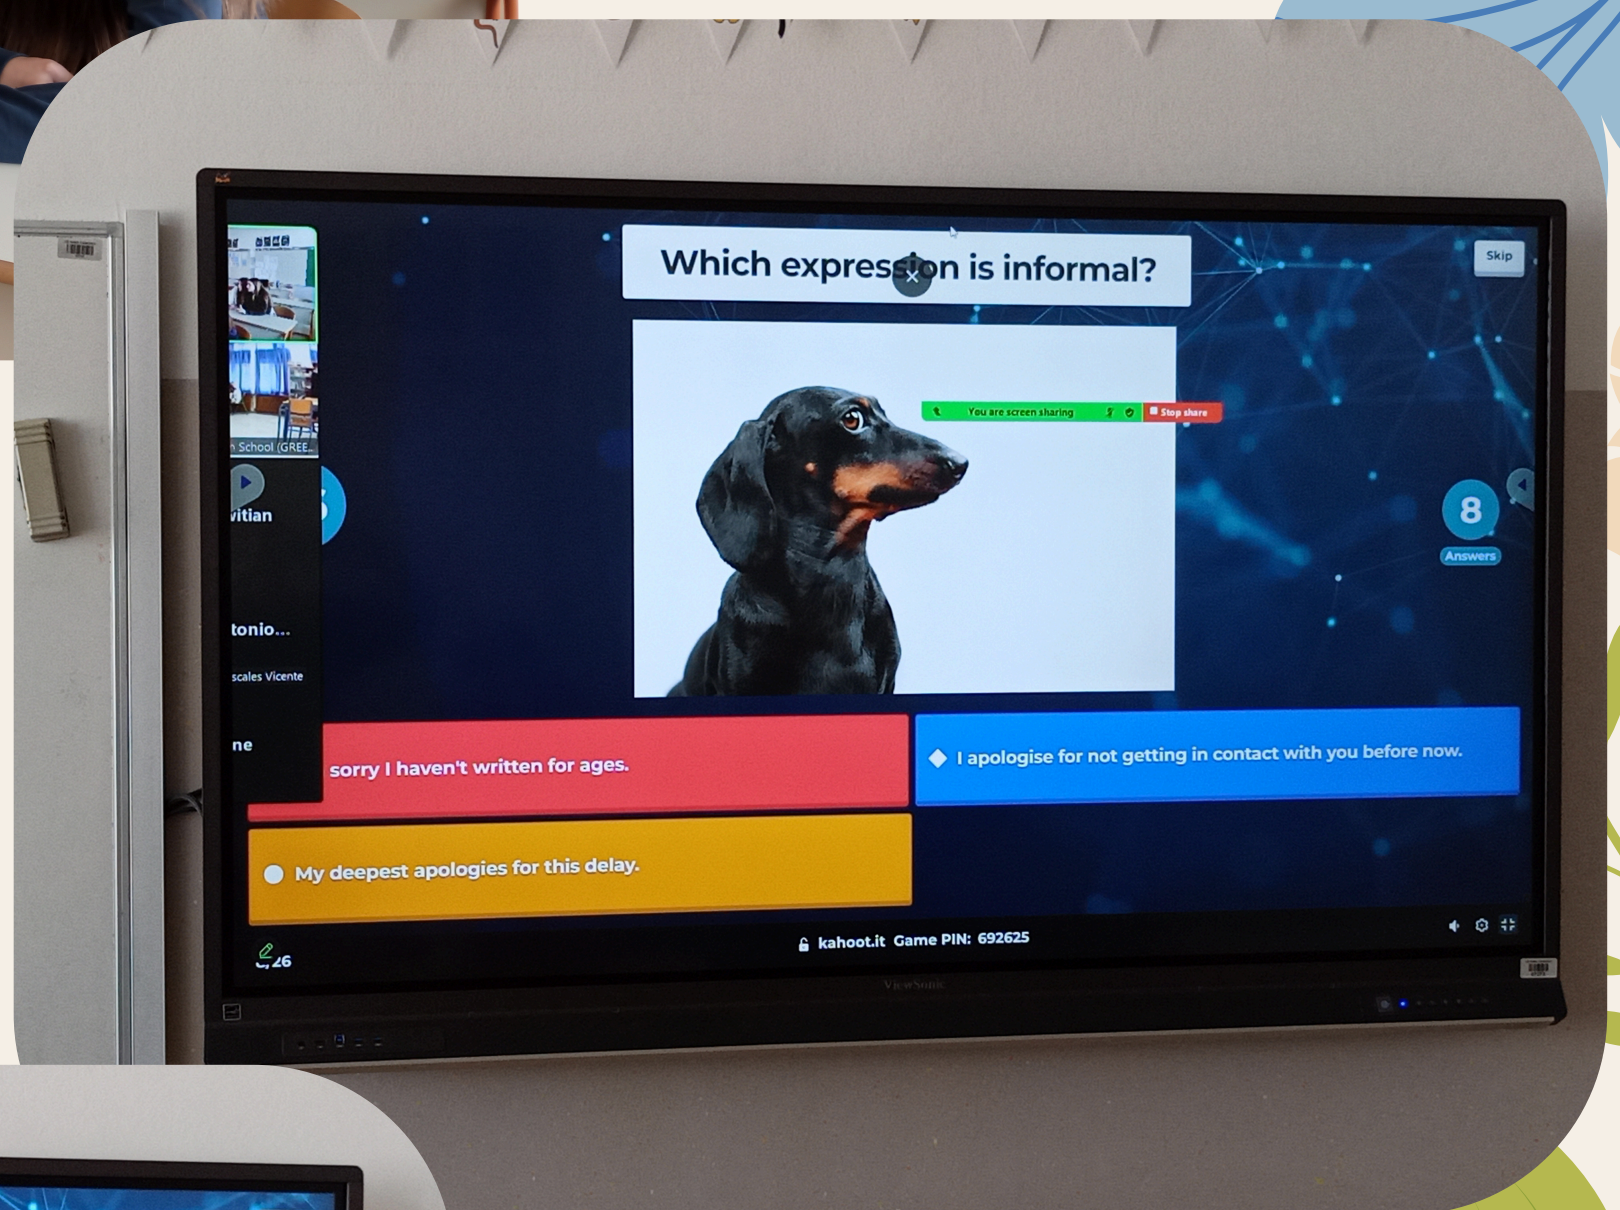 Which expression is informal?
Skip
You are screen sharing
Stop share
School (GREE...
vitian
8
Answers
tonio...
scales Vicente
ne
sorry I haven't written for ages.
I apologise for not getting in contact with you before now.
My deepest apologies for this delay.
kahoot.it Game PIN: 692625
/26
ViewSonic